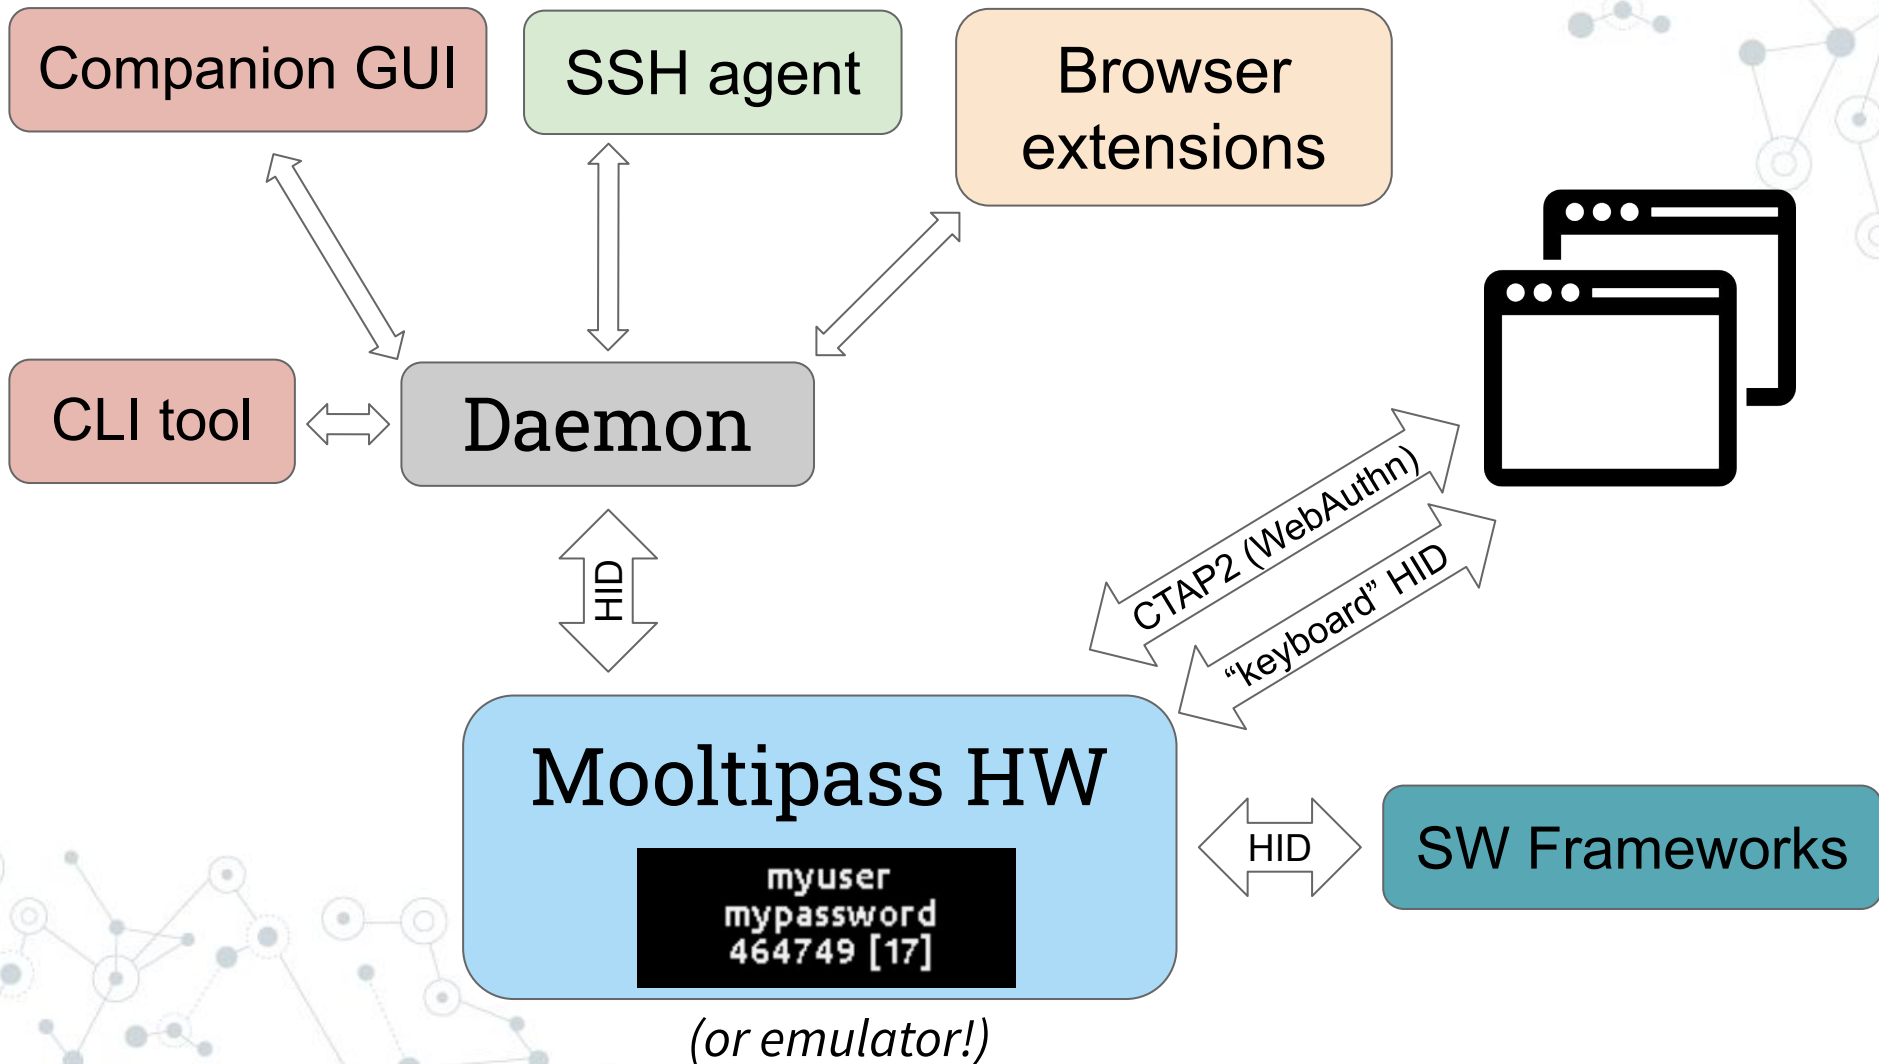 Companion GUI
SSH agent
Browser
extensions
CLI tool
Daemon
HID
CTAP2 (WebAuthn)
“keyboard” HID
Mooltipass HW
myuser
mypassword
464749 [17]
HID
SW Frameworks
(or emulator!)